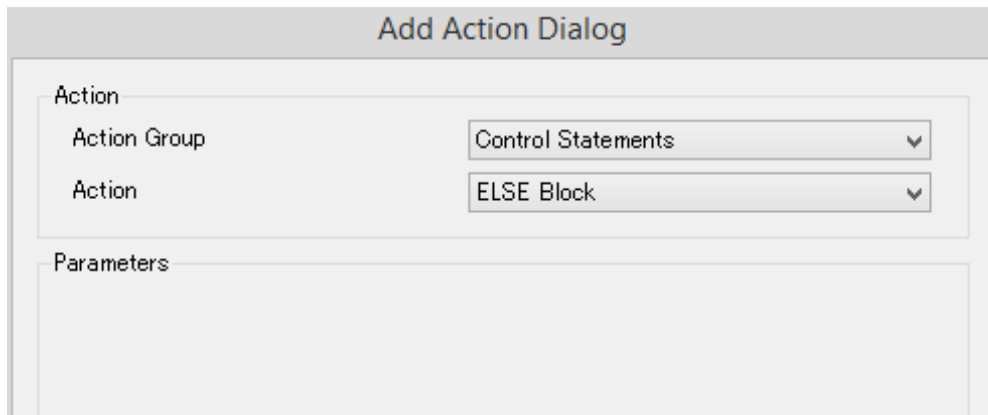 Add Action Dialog
Action
Action Group Control Statements
Action ELSE Block
Parameters